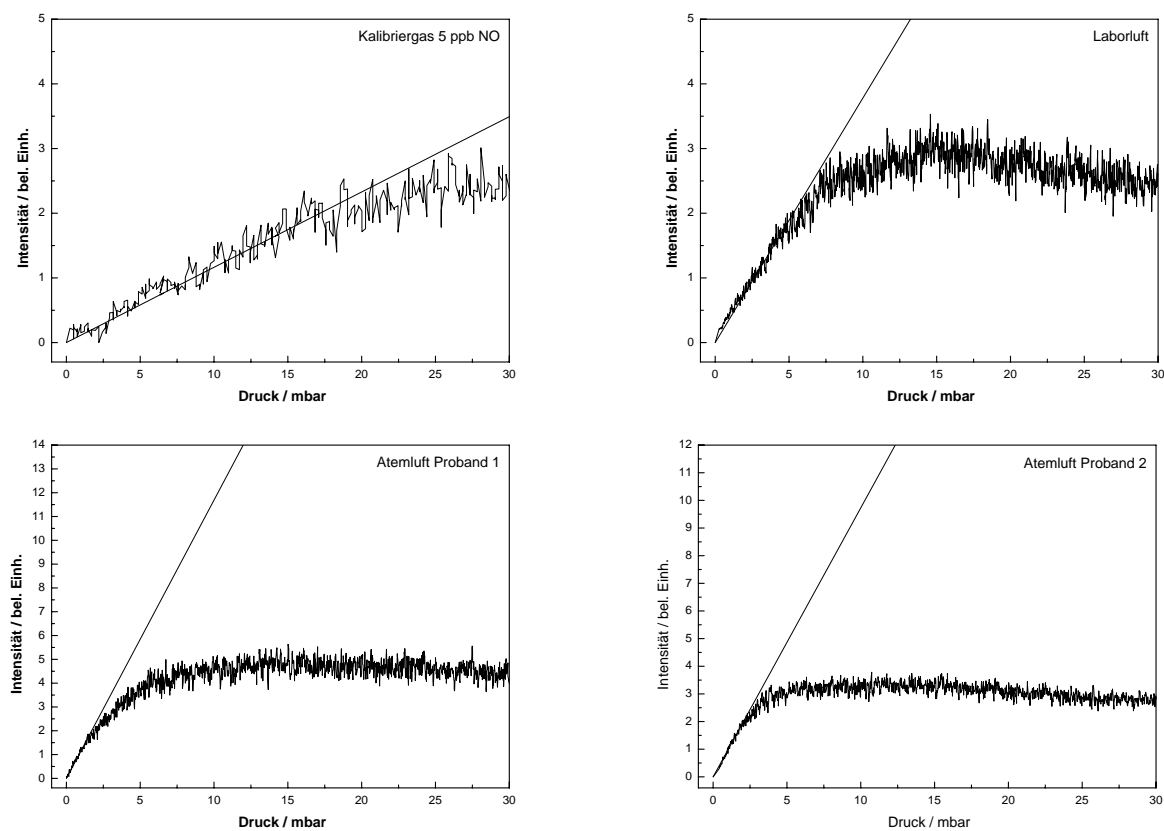 Kalibriergas 5 ppb NO
5
4
3
2
1
0
Intensität / bel. Einh.
0 5 10 15 20 25 30
Druck / mbar
Laborluft
5
4
3
2
1
0
Intensität / bel. Einh.
0 5 10 15 20 25 30
Druck / mbar
Atemluft Proband 1
14
13
12
11
10
9
8
7
6
5
4
3
2
1
0
Intensität / bel. Einh.
0 5 10 15 20 25 30
Druck / mbar
Atemluft Proband 2
12
11
10
9
8
7
6
5
4
3
2
1
0
Intensität / bel. Einh.
0 5 10 15 20 25 30
Druck / mbar